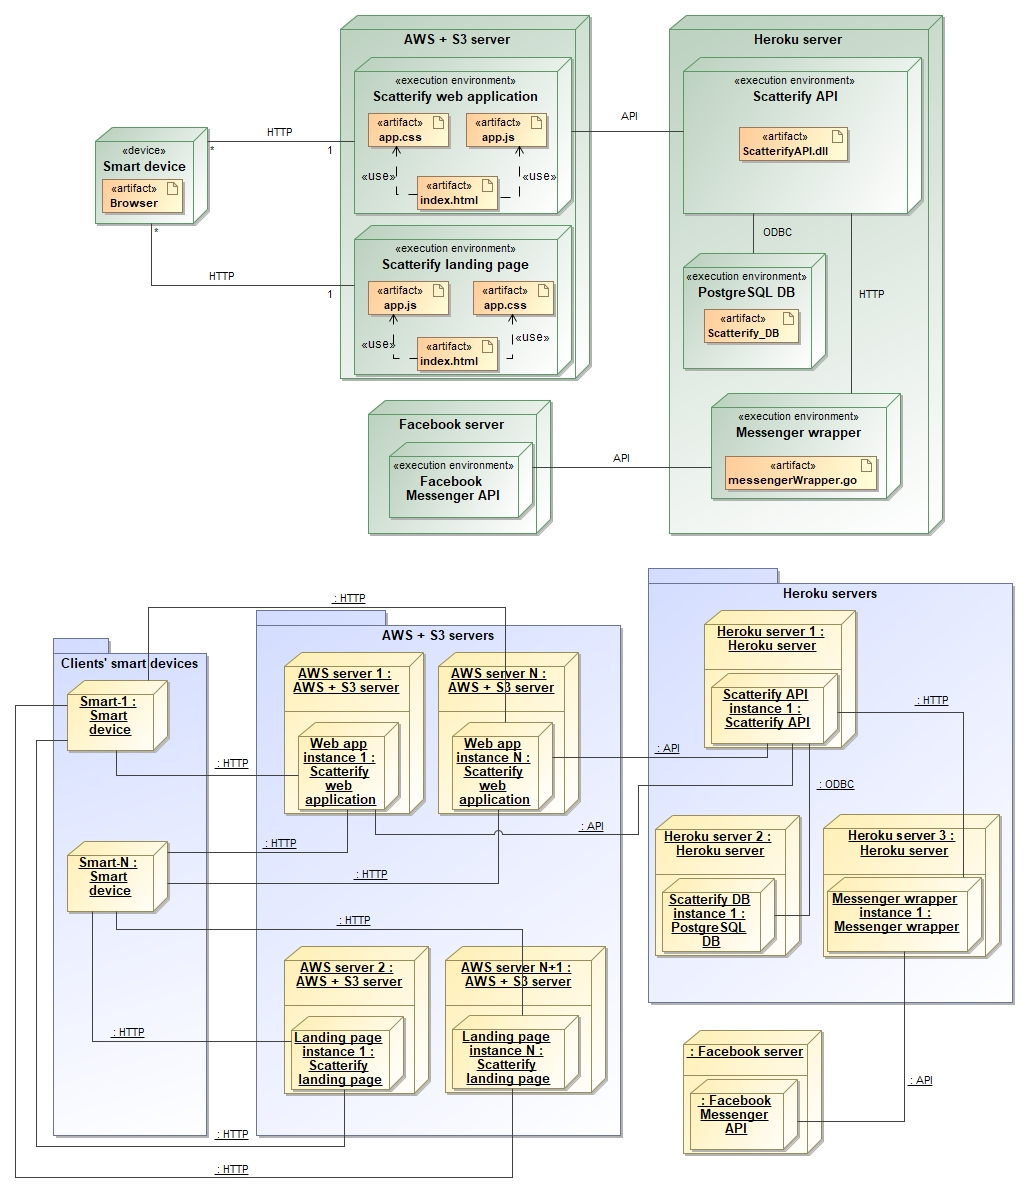 AWS + S3 server
«execution environment»
Scatterify web application
«artifact»
app.css
«artifact»
app.js
«use»
«use»
«artifact»
index.html
«execution environment»
Scatterify landing page
«artifact»
app.js
«artifact»
app.css
«use»
«use»
«artifact»
index.html
«device»
Smart device
«artifact»
Browser
HTTP
*
1
*
HTTP
1
API
Heroku server
«execution environment»
Scatterify API
«artifact»
ScatterifyAPI.dll
ODBC
HTTP
«execution environment»
PostgreSQL DB
«artifact»
Scatterify_DB
«execution environment»
Messenger wrapper
«artifact»
messengerWrapper.go
API
Facebook server
«execution environment»
Facebook
Messenger API
Clients' smart devices
Smart-1 :
Smart
device
Smart-N :
Smart
device
: HTTP
: HTTP
: HTTP
: HTTP
: HTTP
: HTTP
: HTTP
: HTTP
AWS + S3 servers
AWS server 1 :
AWS + S3 server
Web app
instance 1 :
Scatterify
web
application
AWS server N :
AWS + S3 server
Web app
instance N :
Scatterify
web
application
AWS server 2 :
AWS + S3 server
Landing page
instance 1 :
Scatterify
landing page
AWS server N+1 :
AWS + S3 server
Landing page
instance N :
Scatterify
landing page
: API
: API
Heroku servers
Heroku server 1 :
Heroku server
Scatterify API
instance 1 :
Scatterify API
: HTTP
: ODBC
Heroku server 2 :
Heroku server
Scatterify DB
instance 1 :
PostgreSQL
DB
Heroku server 3 :
Heroku server
Messenger wrapper
instance 1 :
Messenger wrapper
: API
: Facebook server
: Facebook
Messenger
API